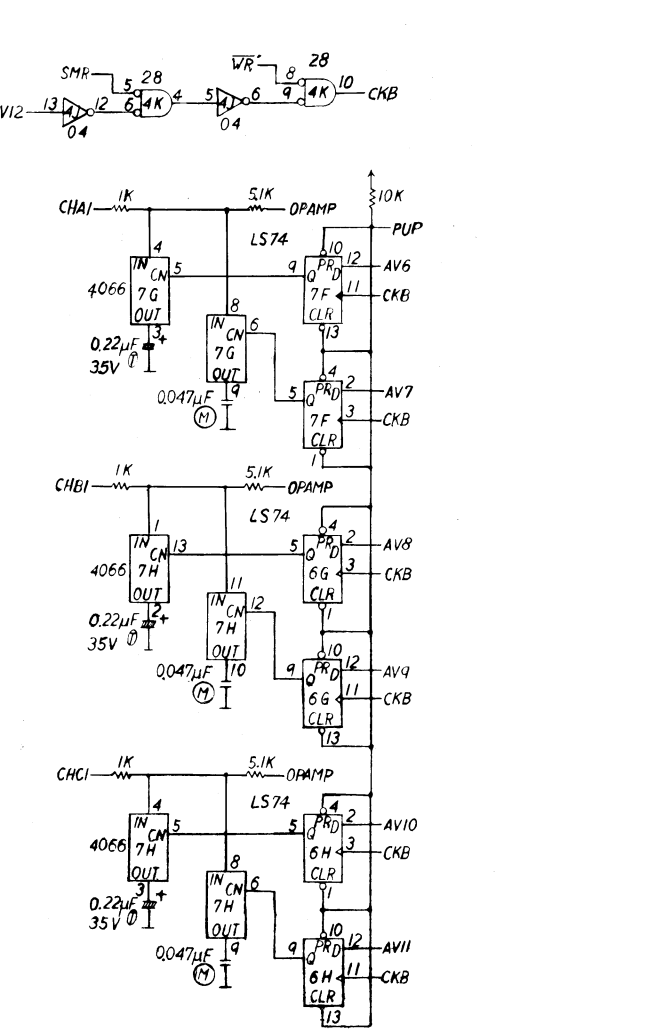 SMR 5 28 WR 8 28
V12 13 4J 12 6 4K 4 5 4J 6 9 4K 10 CKB
04 04
10K
CHA1 1K 5.1K OPAMP
LS74 PUP
4 10
IN CN 5 9 Q PR D 12 AV6
4066 7G 7F 11 CKB
OUT CLR
3 + 13
0.22µF T
35V
8
IN CN 6
7G
OUT
9
0.047µF
M
4
5 Q PR D 2 AV7
7F 3 CKB
CLR
1
CHB1 1K 5.1K OPAMP
LS74
1 4
IN CN 13 5 Q PR D 2 AV8
4066 7H 6G 3 CKB
OUT CLR
2 + 1
0.22µF T
35V
11
IN CN 12
7H
OUT
10
0.047µF
M
10
9 Q PR D 12 AV9
6G 11 CKB
CLR
13
CHC1 1K 5.1K OPAMP
LS74
4 4
IN CN 5 5 Q PR D 2 AV10
4066 7H 6H 3 CKB
OUT CLR
3 + 1
0.22µF T
35V
8
IN CN 6
7H
OUT
9
0.047µF
M
10
9 Q PR D 12 AV11
6H 11 CKB
CLR
13